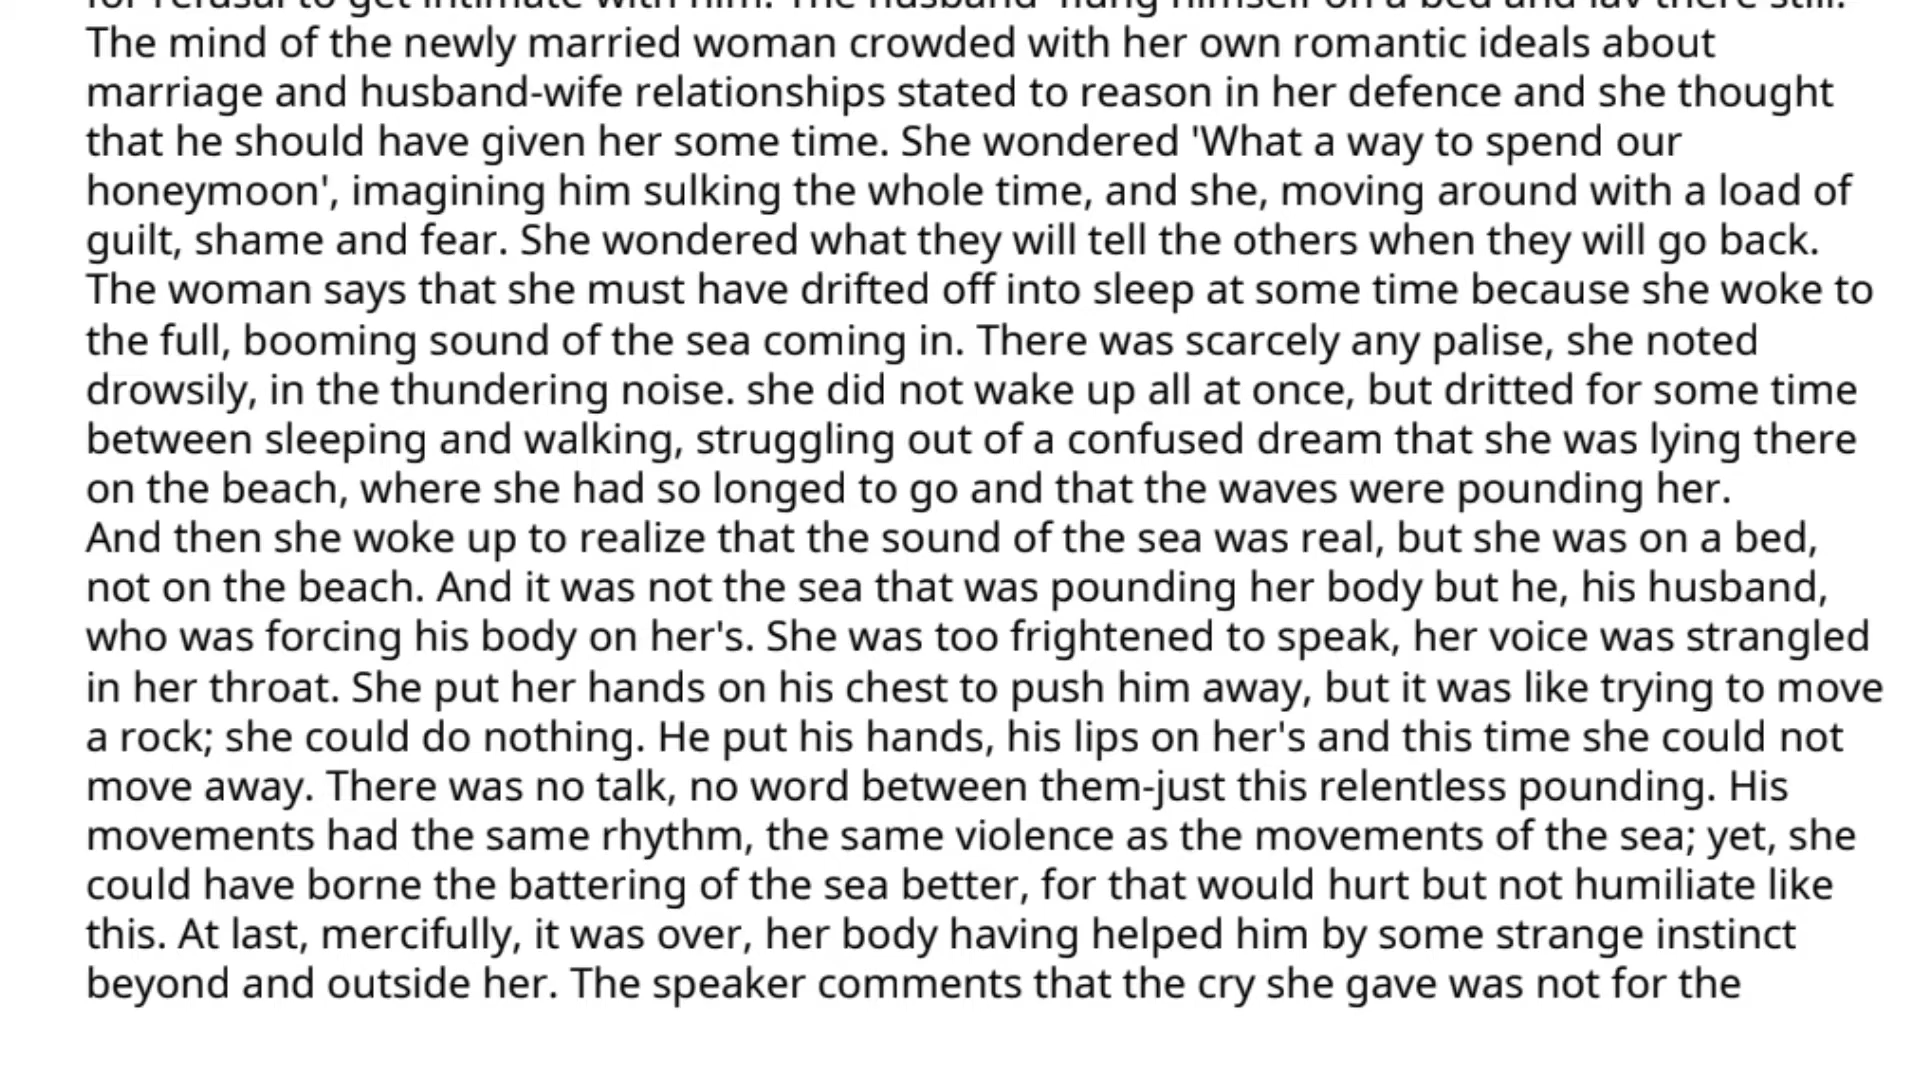 for refusal to get intimate with him. The husband 'flung himself on a bed and lay there still.
The mind of the newly married woman crowded with her own romantic ideals about
marriage and husband-wife relationships stated to reason in her defence and she thought
that he should have given her some time. She wondered 'What a way to spend our
honeymoon', imagining him sulking the whole time, and she, moving around with a load of
guilt, shame and fear. She wondered what they will tell the others when they will go back.
The woman says that she must have drifted off into sleep at some time because she woke to
the full, booming sound of the sea coming in. There was scarcely any palise, she noted
drowsily, in the thundering noise. she did not wake up all at once, but dritted for some time
between sleeping and walking, struggling out of a confused dream that she was lying there
on the beach, where she had so longed to go and that the waves were pounding her.
And then she woke up to realize that the sound of the sea was real, but she was on a bed,
not on the beach. And it was not the sea that was pounding her body but he, his husband,
who was forcing his body on her's. She was too frightened to speak, her voice was strangled
in her throat. She put her hands on his chest to push him away, but it was like trying to move
a rock; she could do nothing. He put his hands, his lips on her's and this time she could not
move away. There was no talk, no word between them-just this relentless pounding. His
movements had the same rhythm, the same violence as the movements of the sea; yet, she
could have borne the battering of the sea better, for that would hurt but not humiliate like
this. At last, mercifully, it was over, her body having helped him by some strange instinct
beyond and outside her. The speaker comments that the cry she gave was not for the